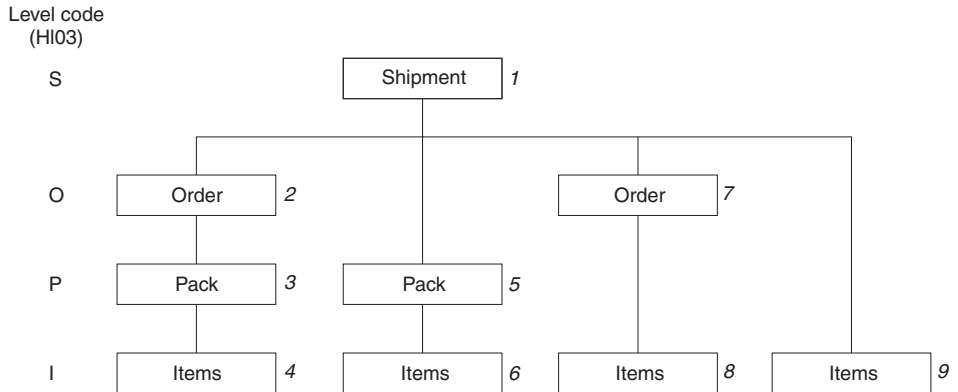 Level code
(HI03)
S Shipment 1
O Order 2 Order 7
P Pack 3 Pack 5
I Items 4 Items 6 Items 8 Items 9